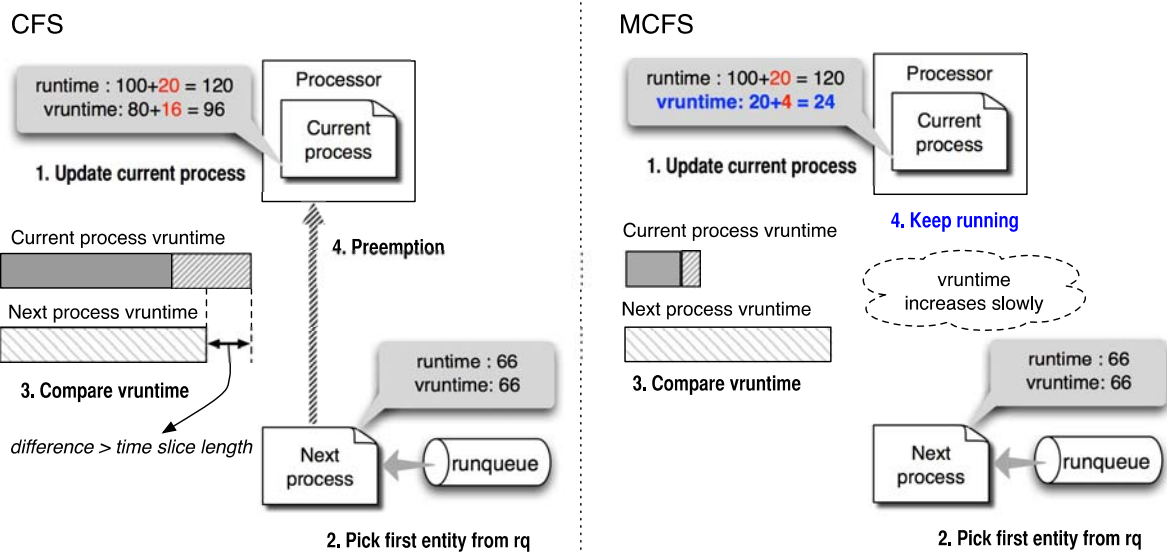 CFS
runtime : 100+20 = 120
vruntime: 80+16 = 96
Processor
Current
process
1. Update current process
4. Preemption
Current process vruntime
Next process vruntime
3. Compare vruntime
difference > time slice length
runtime : 66
vruntime: 66
Next
process
runqueue
2. Pick first entity from rq
MCFS
runtime : 100+20 = 120
vruntime: 20+4 = 24
Processor
Current
process
1. Update current process
4. Keep running
Current process vruntime
vruntime
increases slowly
Next process vruntime
3. Compare vruntime
runtime : 66
vruntime: 66
Next
process
runqueue
2. Pick first entity from rq